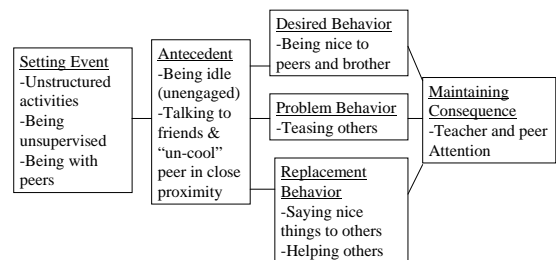 Setting Event
-Unstructured
activities
-Being
unsupervised
-Being with
peers
Antecedent
-Being idle
(unengaged)
-Talking to
friends &
“un-cool”
peer in close
proximity
Desired Behavior
-Being nice to
peers and brother
Problem Behavior
-Teasing others
Replacement
Behavior
-Saying nice
things to others
-Helping others
Maintaining
Consequence
-Teacher and peer
Attention